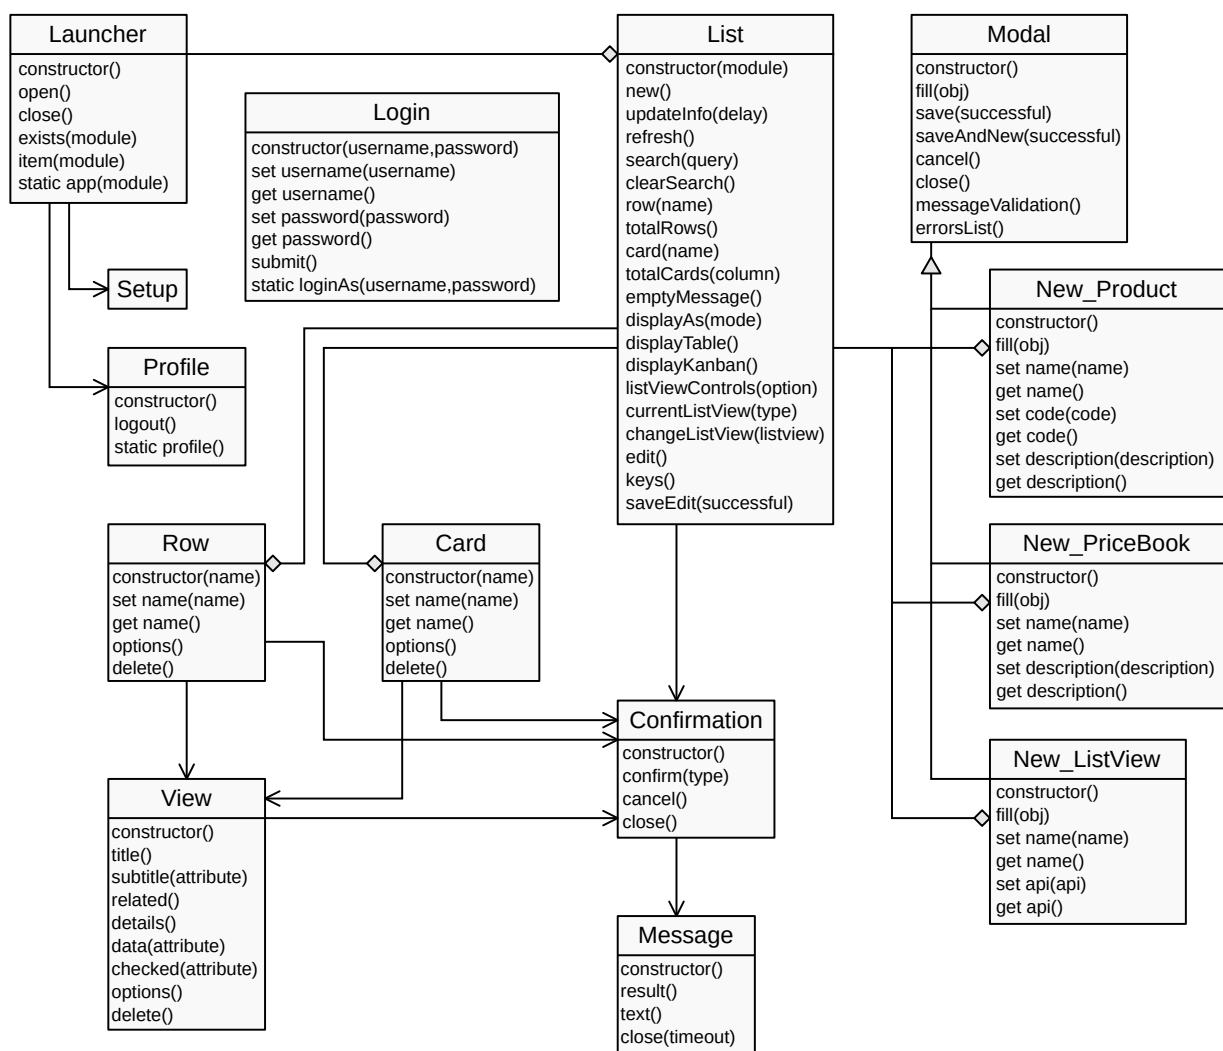 Launcher
constructor()
open()
close()
exists(module)
item(module)
static app(module)
Login
constructor(username,password)
set username(username)
get username()
set password(password)
get password()
submit()
static loginAs(username,password)
List
constructor(module)
new()
updateInfo(delay)
refresh()
search(query)
clearSearch()
row(name)
totalRows()
card(name)
totalCards(column)
emptyMessage()
displayAs(mode)
displayTable()
displayKanban()
listViewControls(option)
currentListView(type)
changeListView(listview)
edit()
keys()
saveEdit(successful)
Modal
constructor()
fill(obj)
save(successful)
saveAndNew(successful)
cancel()
close()
messageValidation()
errorsList()
Setup
Profile
constructor()
logout()
static profile()
New_Product
constructor()
fill(obj)
set name(name)
get name()
set code(code)
get code()
set description(description)
get description()
Row
constructor(name)
set name(name)
get name()
options()
delete()
Card
constructor(name)
set name(name)
get name()
options()
delete()
New_PriceBook
constructor()
fill(obj)
set name(name)
get name()
set description(description)
get description()
Confirmation
constructor()
confirm(type)
cancel()
close()
New_ListView
constructor()
fill(obj)
set name(name)
get name()
set api(api)
get api()
View
constructor()
title()
subtitle(attribute)
related()
details()
data(attribute)
checked(attribute)
options()
delete()
Message
constructor()
result()
text()
close(timeout)